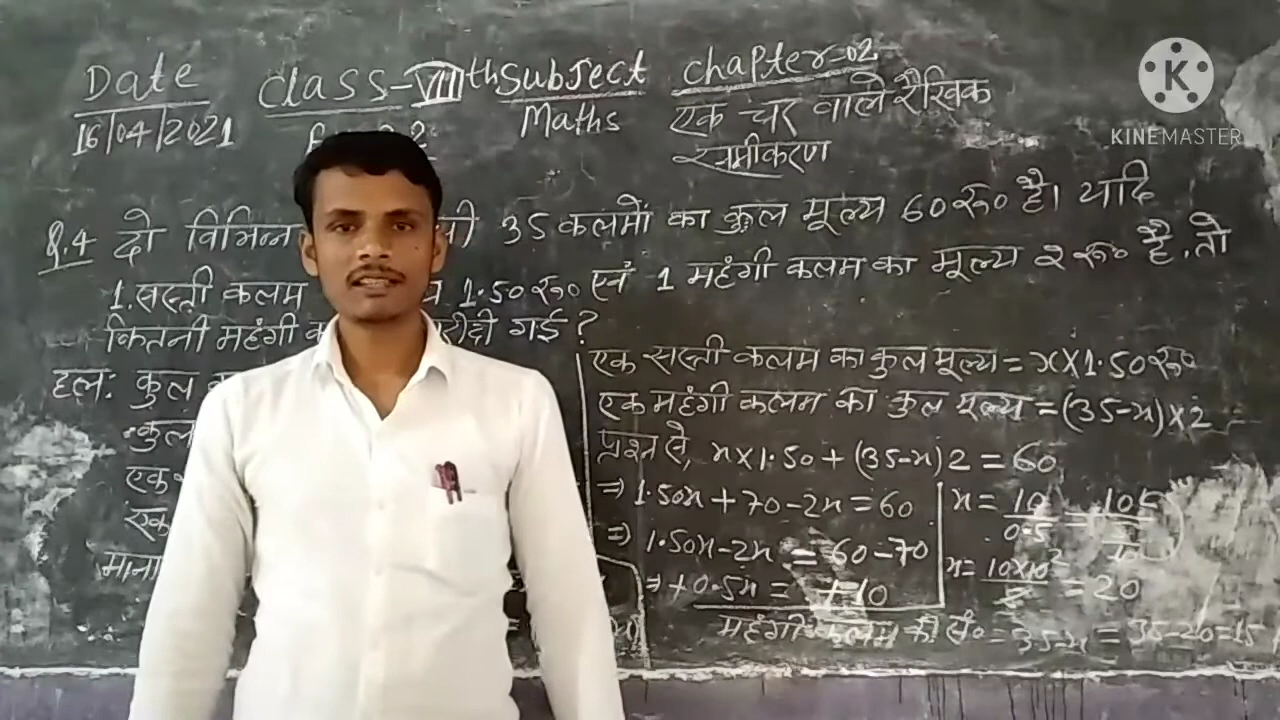 Date Class-VIIIth Subject Chapter-02
16/04/2021 Maths एक चर वाले रैखिक
समीकरण
Q.4 दो विभिन्न 35 कलमों का कुल मूल्य 60 रू० है। यदि
1. सस्ती कलम 1.50 रू० एवं 1 महंगी कलम का मूल्य 2 रू० है, तो
कितनी महंगी गई?
हल: कुल
कुल
एक
एक
माना
एक सस्ती कलम का कुल मूल्य = x×1.50 रू०
एक महंगी कलम का कुल मूल्य = (35-x)×2
प्रश्न से, x×1.50 + (35-x)2 = 60
⇒ 1.50x + 70 - 2x = 60
⇒ 1.50x - 2x = 60 - 70
⇒ +0.5x = +10
x = 10/0.5
x = 10×10/5 = 20
महंगी कलम की सं० = 35-x = 35-20 = 15
KINEMASTER